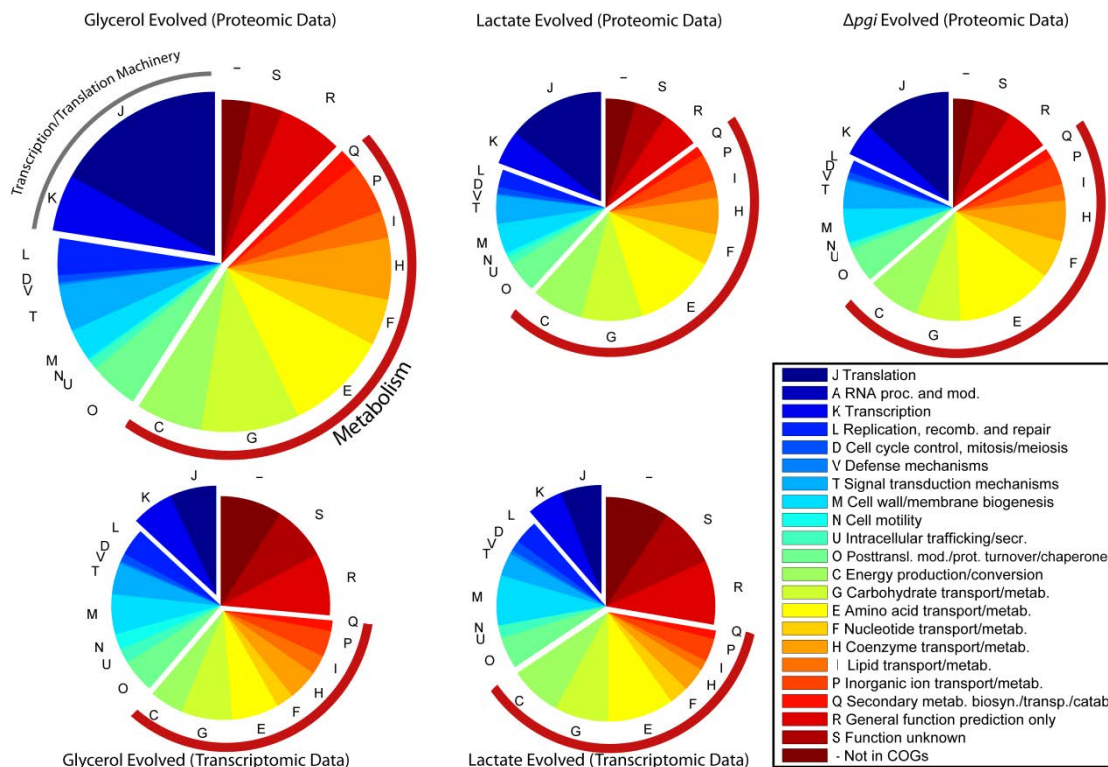 Glycerol Evolved (Proteomic Data)
Lactate Evolved (Proteomic Data)
Δpgi Evolved (Proteomic Data)
Transcription/Translation Machinery
J
K
L
D
V
T
M
N
U
O
C
G
E
F
H
I
P
Q
R
S
–
Metabolism
J
K
L
D
V
T
M
N
U
O
C
G
E
F
H
I
P
Q
R
S
–
J
K
L
D
V
T
M
N
U
O
C
G
E
F
H
I
P
Q
R
S
–
J
K
L
D
V
T
M
N
U
O
C
G
E
F
H
I
P
Q
R
S
–
Glycerol Evolved (Transcriptomic Data)
J
K
L
D
V
T
M
N
U
O
C
G
E
F
H
I
P
Q
R
S
–
Lactate Evolved (Transcriptomic Data)
J Translation
A RNA proc. and mod.
K Transcription
L Replication, recomb. and repair
D Cell cycle control, mitosis/meiosis
V Defense mechanisms
T Signal transduction mechanisms
M Cell wall/membrane biogenesis
N Cell motility
U Intracellular trafficking/secr.
O Posttransl. mod./prot. turnover/chaperone
C Energy production/conversion
G Carbohydrate transport/metab.
E Amino acid transport/metab.
F Nucleotide transport/metab.
H Coenzyme transport/metab.
I Lipid transport/metab.
P Inorganic ion transport/metab.
Q Secondary metab. biosyn./transp./catab
R General function prediction only
S Function unknown
- Not in COGs